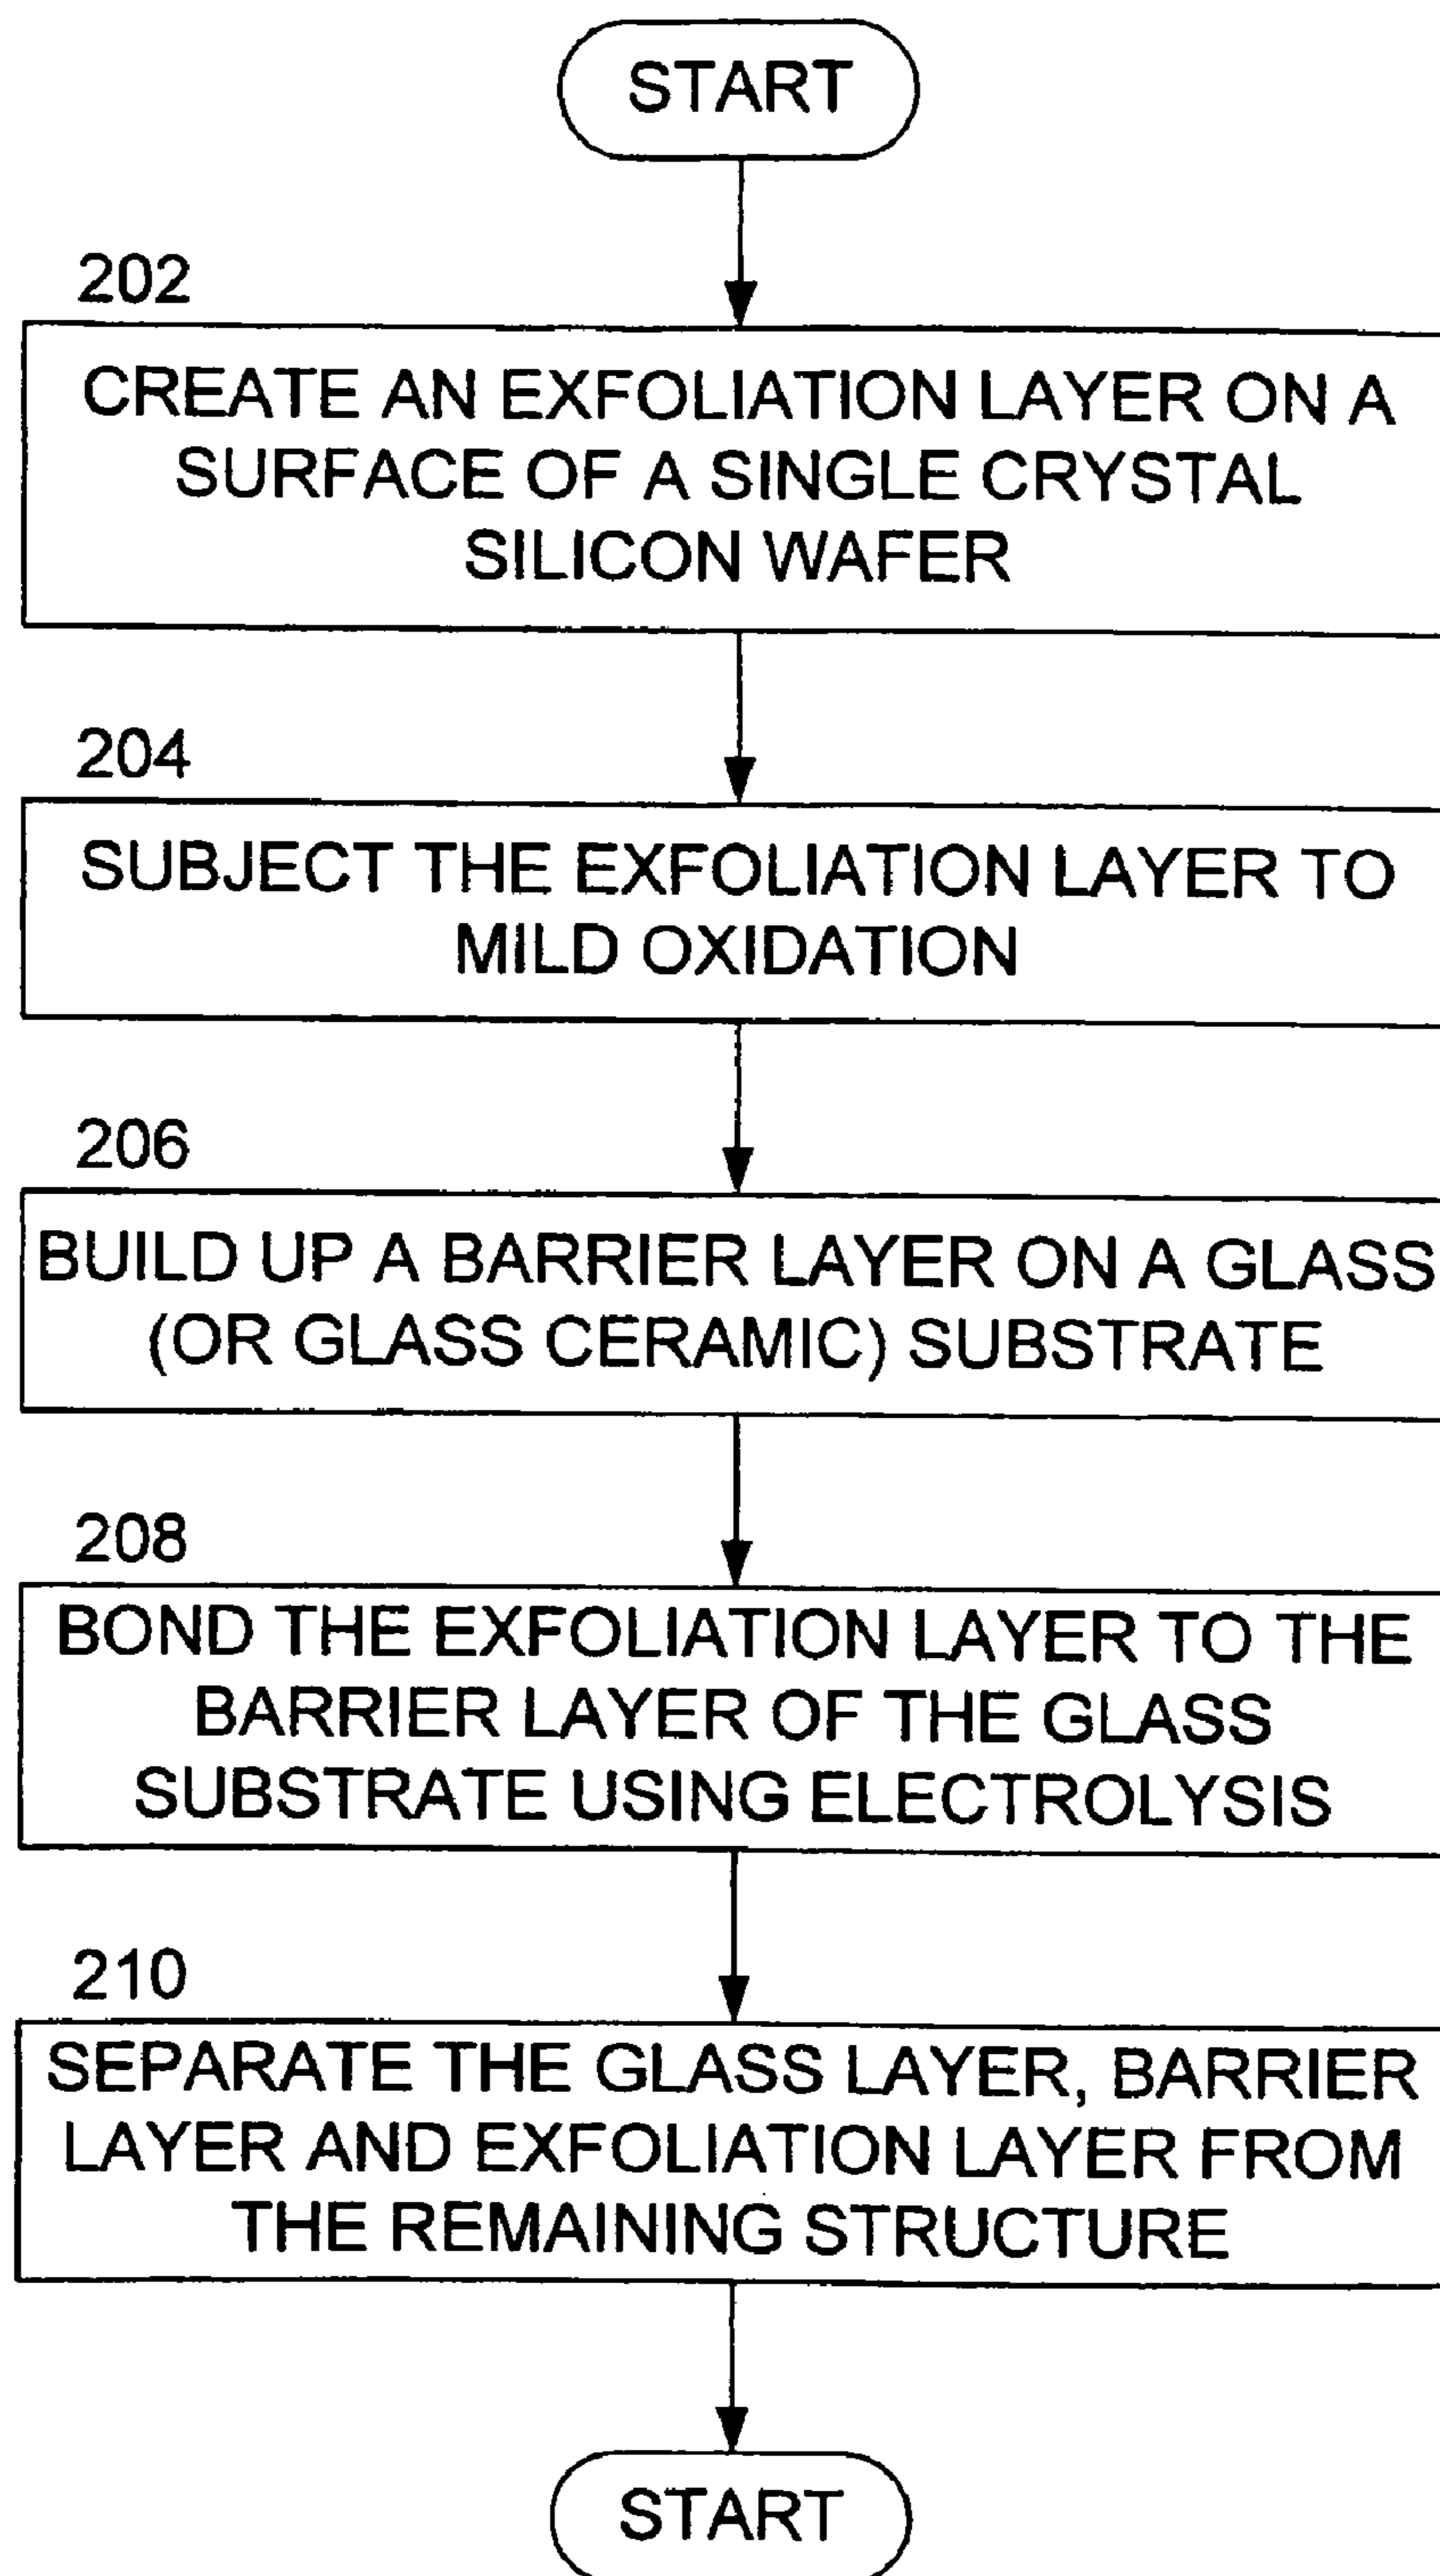 START
202
CREATE AN EXFOLIATION LAYER ON A
SURFACE OF A SINGLE CRYSTAL
SILICON WAFER
204
SUBJECT THE EXFOLIATION LAYER TO
MILD OXIDATION
206
BUILD UP A BARRIER LAYER ON A GLASS
(OR GLASS CERAMIC) SUBSTRATE
208
BOND THE EXFOLIATION LAYER TO THE
BARRIER LAYER OF THE GLASS
SUBSTRATE USING ELECTROLYSIS
210
SEPARATE THE GLASS LAYER, BARRIER
LAYER AND EXFOLIATION LAYER FROM
THE REMAINING STRUCTURE
START